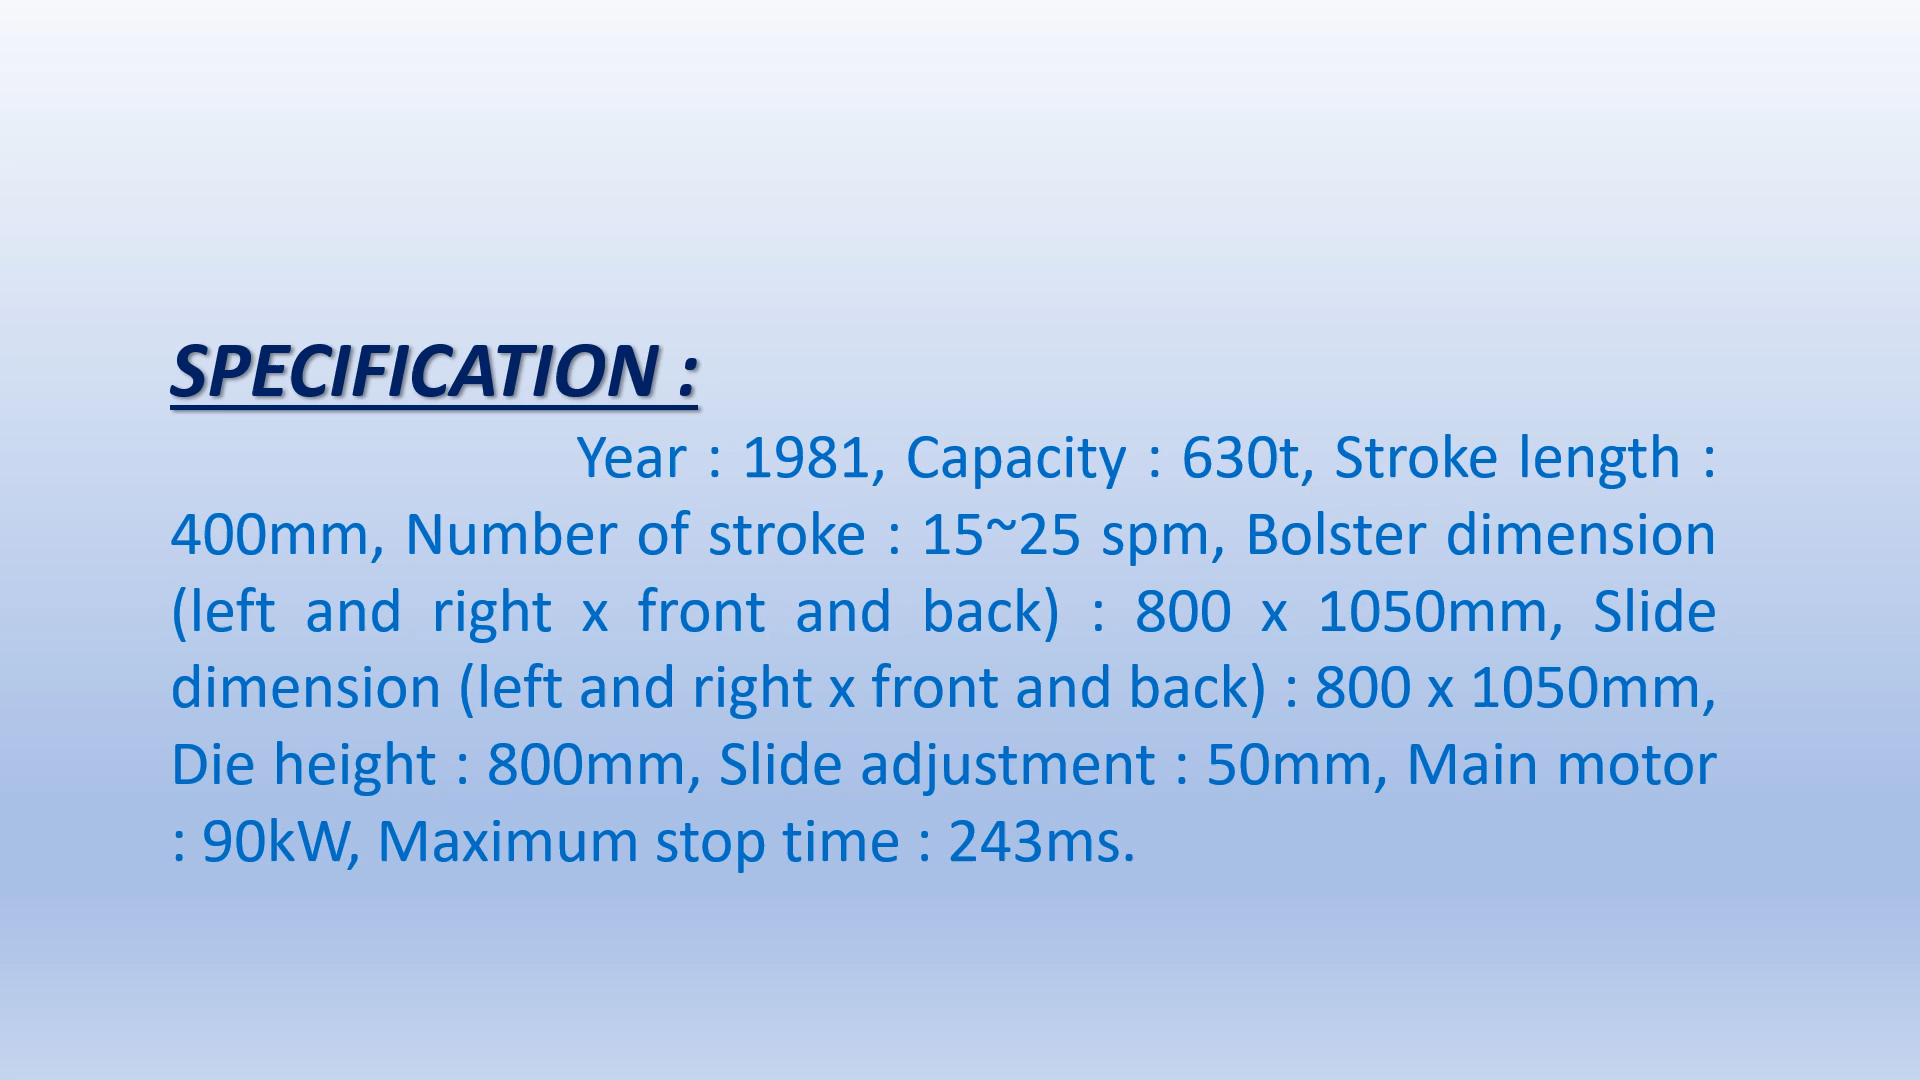 SPECIFICATION :
Year : 1981, Capacity : 630t, Stroke length :
400mm, Number of stroke : 15~25 spm, Bolster dimension
(left and right x front and back) : 800 x 1050mm, Slide
dimension (left and right x front and back) : 800 x 1050mm,
Die height : 800mm, Slide adjustment : 50mm, Main motor
: 90kW, Maximum stop time : 243ms.